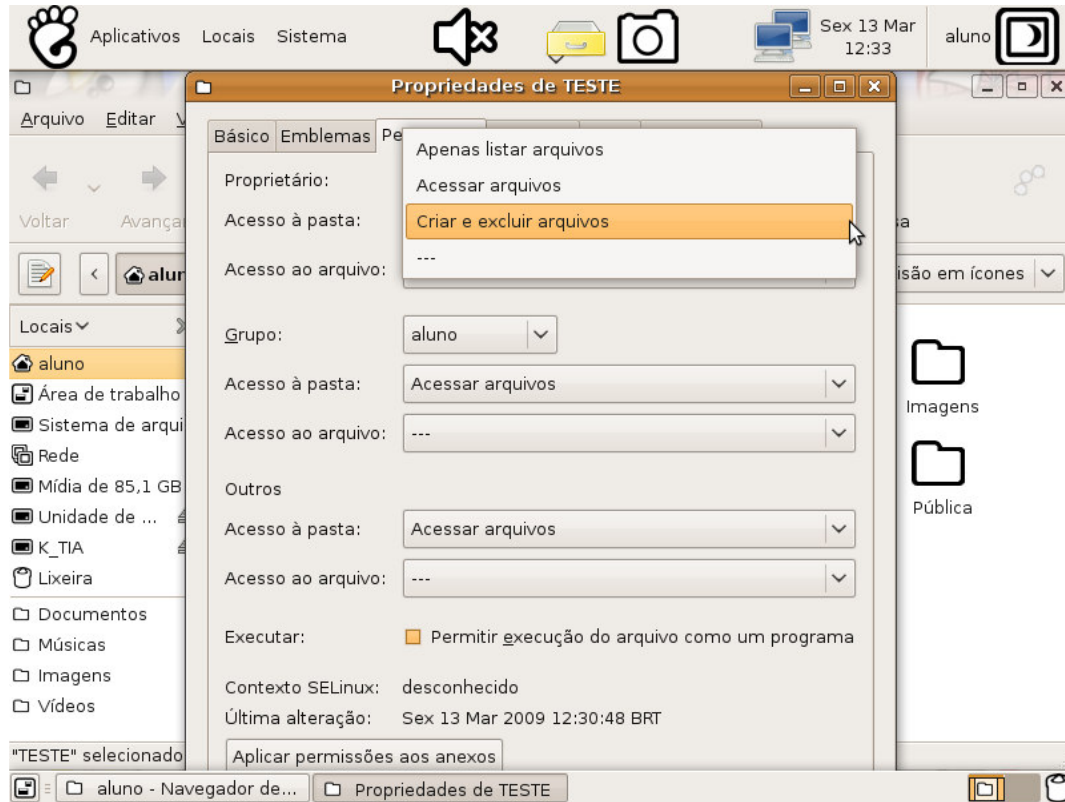 Aplicativos Locais Sistema
Sex 13 Mar
12:33
aluno
Propriedades de TESTE
Arquivo Editar
Voltar
Básico Emblemas
Proprietário:
Acesso à pasta:
Acesso ao arquivo:
Apenas listar arquivos
Acessar arquivos
Criar e excluir arquivos
---
Grupo: aluno
Acesso à pasta: Acessar arquivos
Acesso ao arquivo: ---
Outros
Acesso à pasta: Acessar arquivos
Acesso ao arquivo: ---
Executar: Permitir execução do arquivo como um programa
Contexto SELinux: desconhecido
Última alteração: Sex 13 Mar 2009 12:30:48 BRT
Aplicar permissões aos anexos
em ícones
Locais
aluno
Área de trabalho
Sistema de arqui
Rede
Mídia de 85,1 GB
Unidade de ...
K_TIA
Lixeira
Documentos
Músicas
Imagens
Vídeos
Imagens
Pública
"TESTE" selecionado
aluno - Navegador de...
Propriedades de TESTE